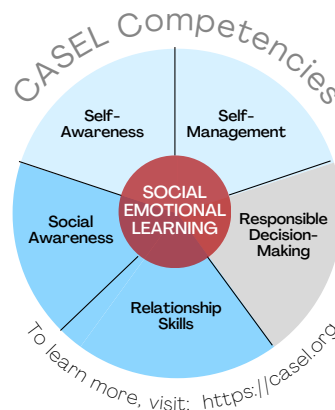 CASEL Competencies
Self-
Awareness
Self-
Management
SOCIAL
EMOTIONAL
LEARNING
Social
Awareness
Responsible
Decision-
Making
Relationship
Skills
To learn more, visit: https://casel.org